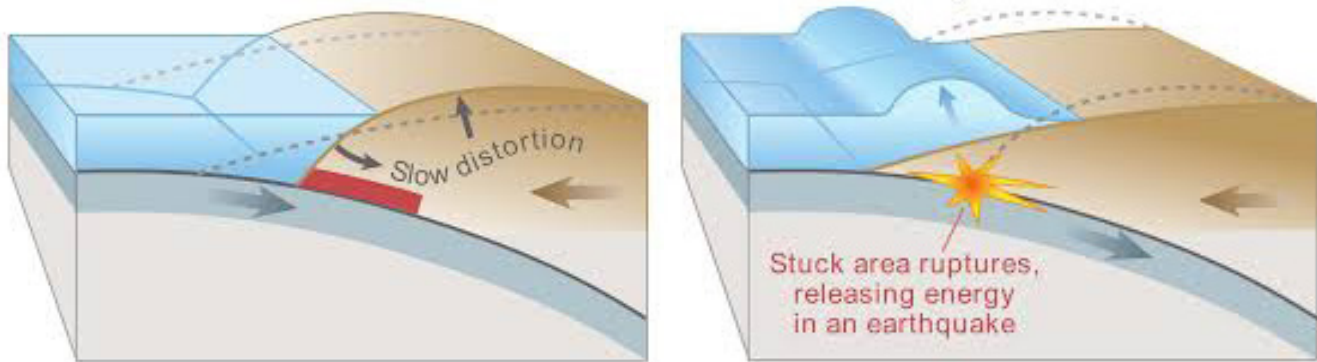 Slow distortion
Stuck area ruptures,
releasing energy
in an earthquake